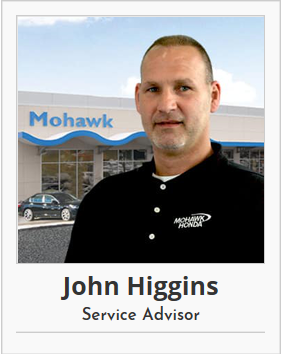 Mohawk
MOHAWK
HONDA
John Higgins
Service Advisor